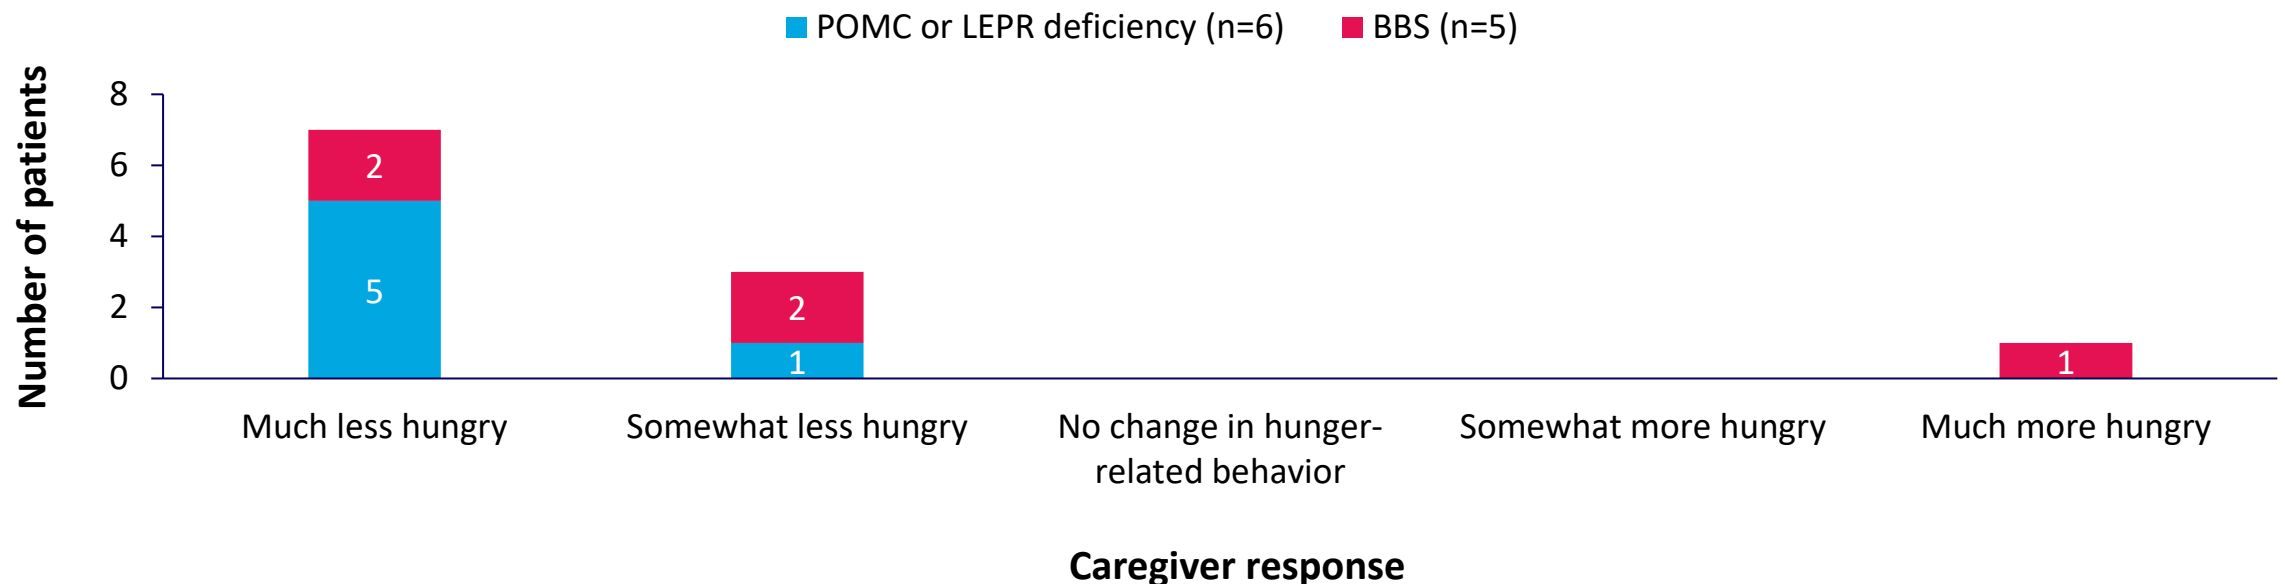 POMC or LEPR deficiency (n=6) BBS (n=5)
Number of patients
8
6
4
2
0
2
5
2
1
1
Much less hungry
Somewhat less hungry
No change in hunger-
related behavior
Somewhat more hungry
Much more hungry
Caregiver response